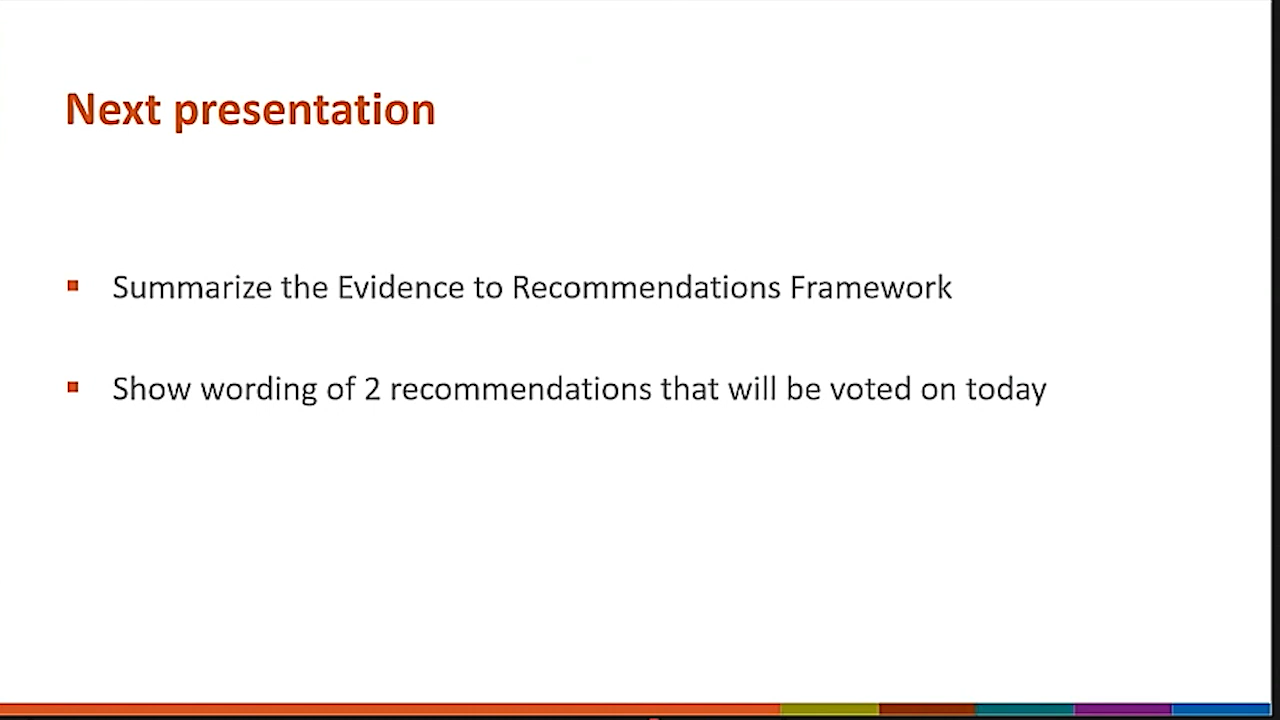 Next presentation
Summarize the Evidence to Recommendations Framework
Show wording of 2 recommendations that will be voted on today